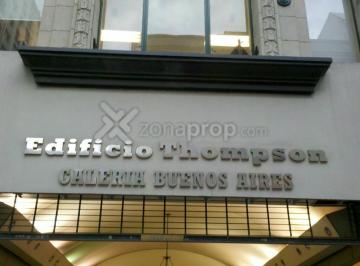 zonaprop.com
Edificio Thompson
GALERIA BUENOS AIRES